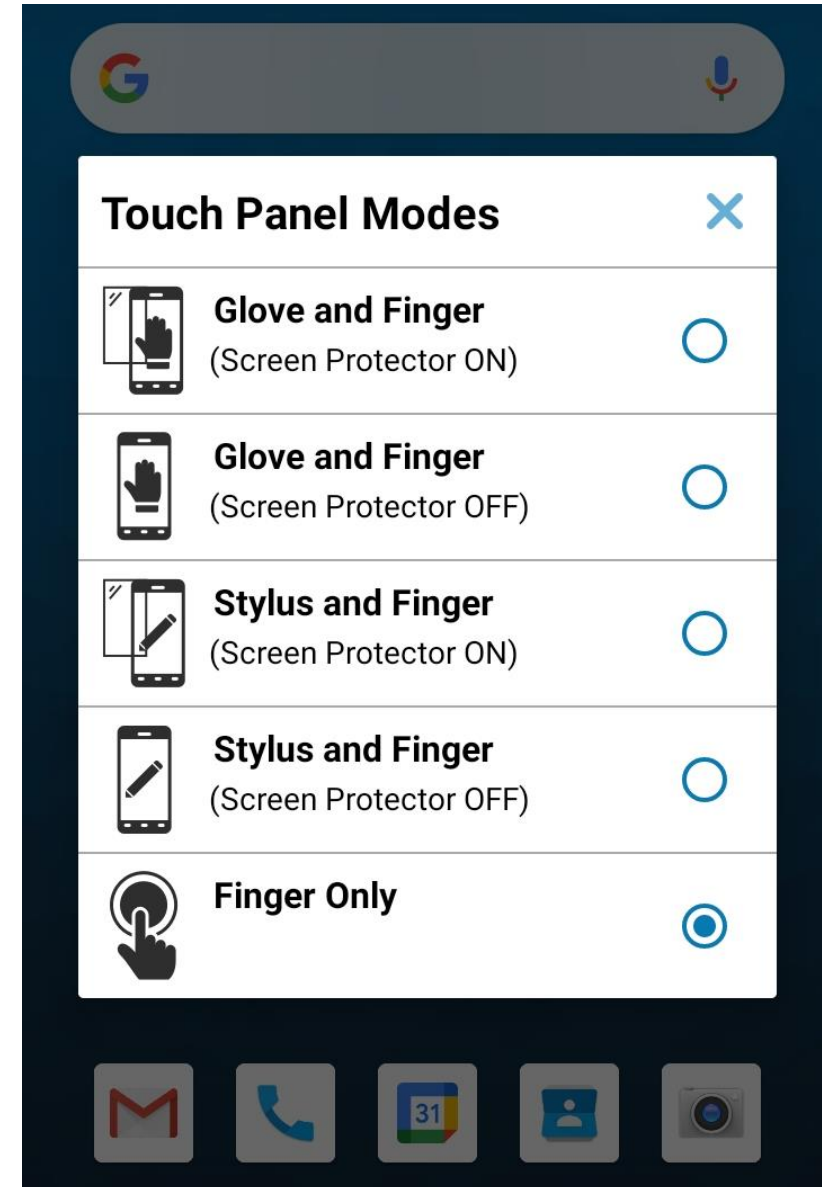 G
Touch Panel Modes
Glove and Finger
(Screen Protector ON)
Glove and Finger
(Screen Protector OFF)
Stylus and Finger
(Screen Protector ON)
Stylus and Finger
(Screen Protector OFF)
Finger Only
31